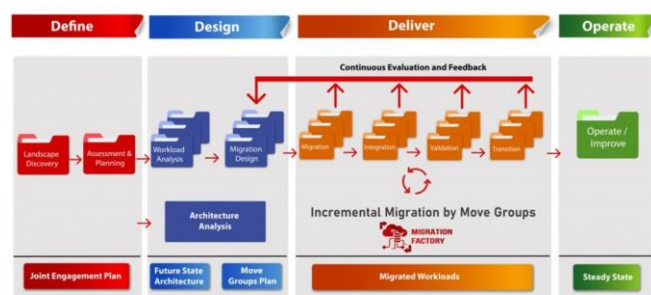 Define
Design
Deliver
Operate
Continuous Evaluation and Feedback
Landscape
Discovery
Assessment &
Planning
Workload
Analysis
Migration
Design
Migration
Integration
Validation
Transition
Operate /
Improve
Architecture
Analysis
Incremental Migration by Move Groups
MIGRATION
FACTORY
Joint Engagement Plan
Future State
Architecture
Move
Groups Plan
Migrated Workloads
Steady State